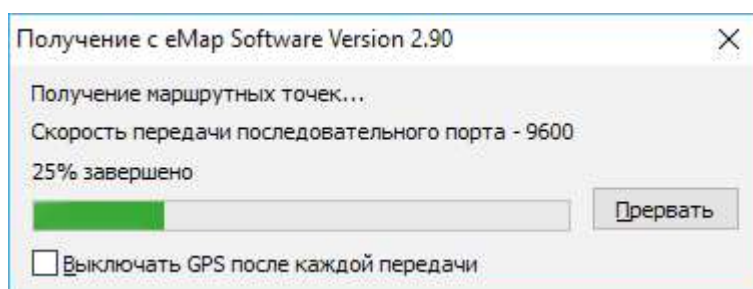 Получение с eMap Software Version 2.90
Получение маршрутных точек...
Скорость передачи последовательного порта - 9600
25% завершено
Прервать
Выключать GPS после каждой передачи